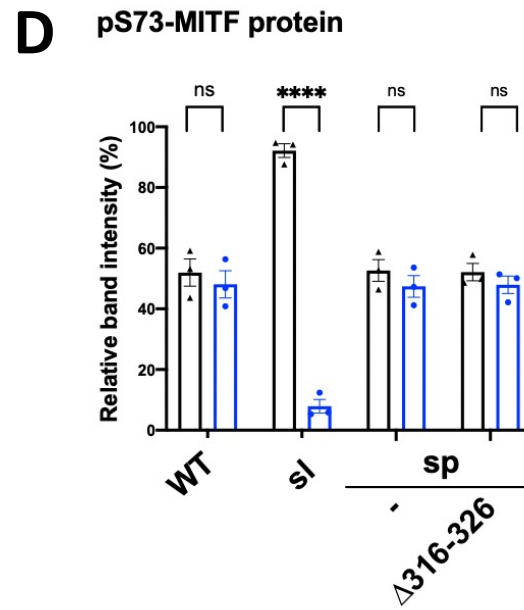 D pS73-MITF protein
ns **** ns ns
Relative band intensity (%)
100
80
60
40
20
0
WT sl sp
- Δ316-326